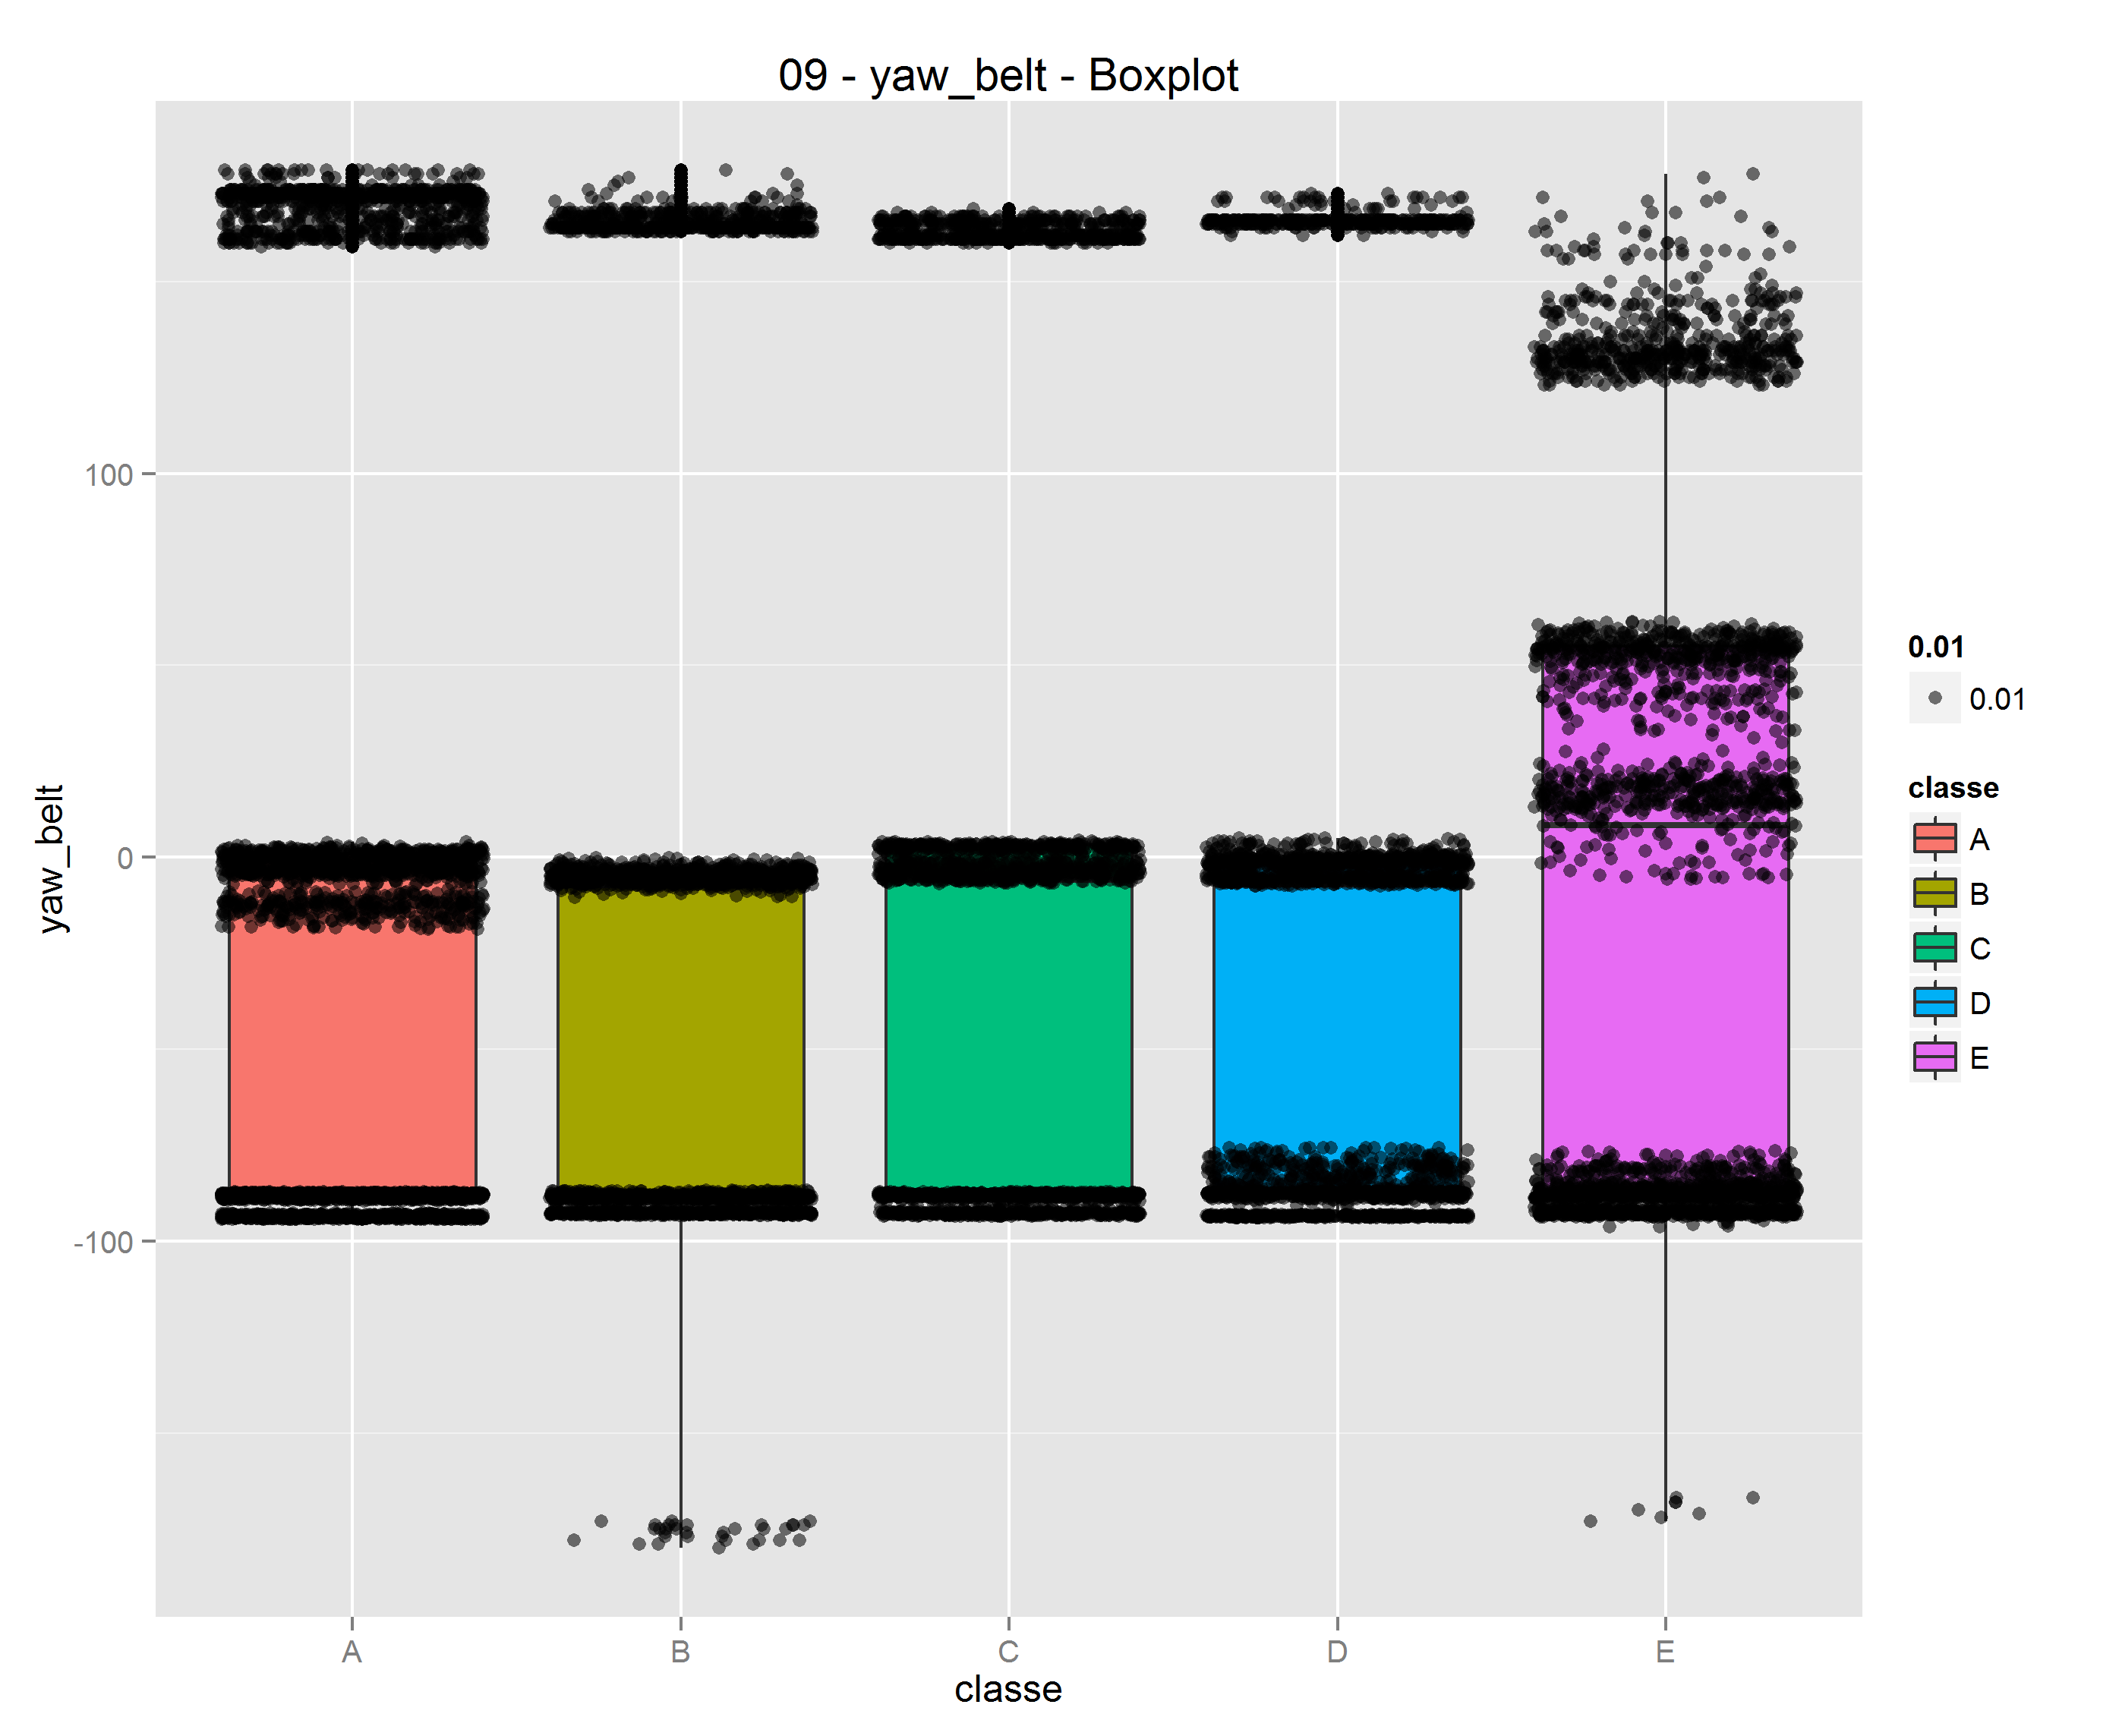 09 - yaw_belt - Boxplot
yaw_belt
100
0
-100
A B C D E
classe
0.01
0.01
classe
A
B
C
D
E